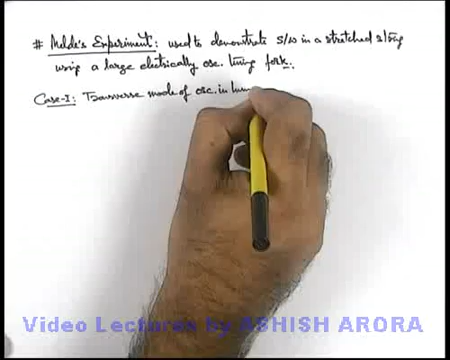 # Melde's Experiment: used to demonstrate S/W in a stretched string
using a large electrically osc. tuning fork.
Case-I: Transverse mode of osc. in tun
Video Lectures by ASHISH ARORA